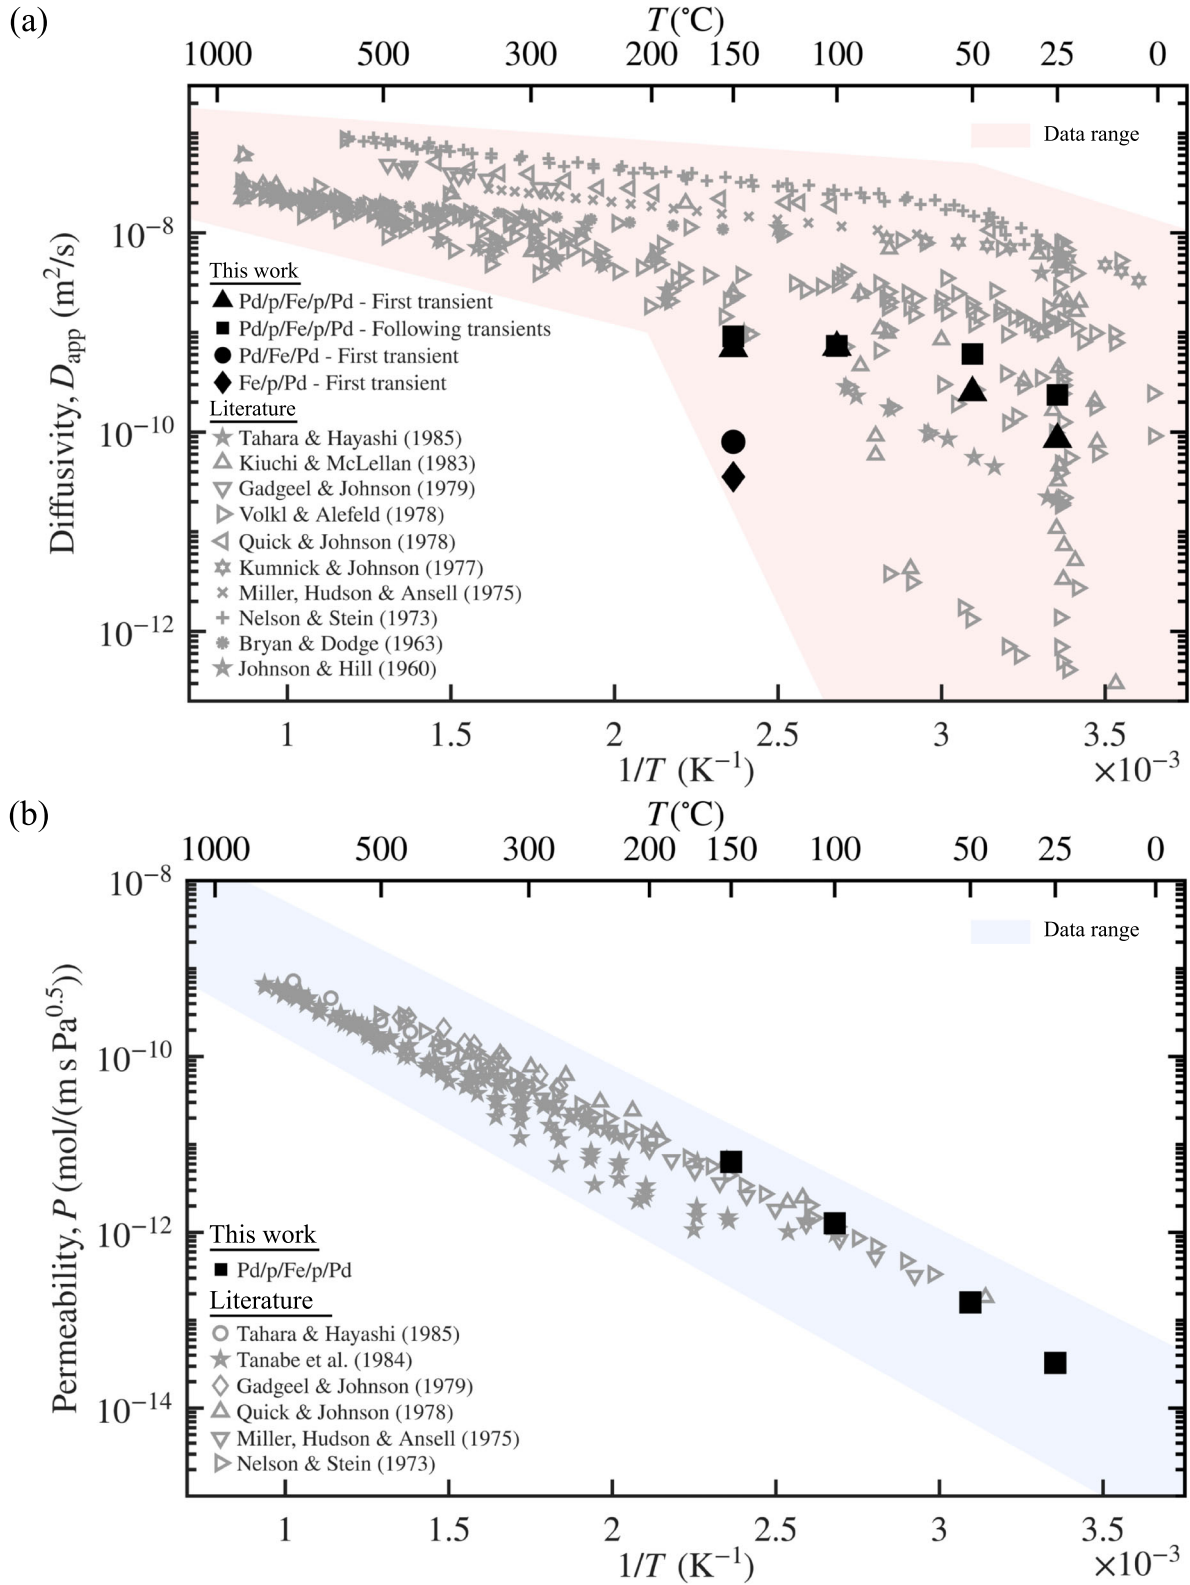 (a)
T(°C)
1000 500 300 200 150 100 50 25 0
Data range
10−8
10−10
10−12
Diffusivity, Dapp (m2/s)
This work
Pd/p/Fe/p/Pd - First transient
Pd/p/Fe/p/Pd - Following transients
Pd/Fe/Pd - First transient
Fe/p/Pd - First transient
Literature
Tahara & Hayashi (1985)
Kiuchi & McLellan (1983)
Gadgeel & Johnson (1979)
Volkl & Alefeld (1978)
Quick & Johnson (1978)
Kumnick & Johnson (1977)
Miller, Hudson & Ansell (1975)
Nelson & Stein (1973)
Bryan & Dodge (1963)
Johnson & Hill (1960)
1 1.5 2 2.5 3 3.5
1/T (K−1) ×10−3
(b)
T(°C)
1000 500 300 200 150 100 50 25 0
Data range
10−8
10−10
10−12
10−14
Permeability, P (mol/(m s Pa0.5))
This work
Pd/p/Fe/p/Pd
Literature
Tahara & Hayashi (1985)
Tanabe et al. (1984)
Gadgeel & Johnson (1979)
Quick & Johnson (1978)
Miller, Hudson & Ansell (1975)
Nelson & Stein (1973)
1 1.5 2 2.5 3 3.5
1/T (K−1) ×10−3